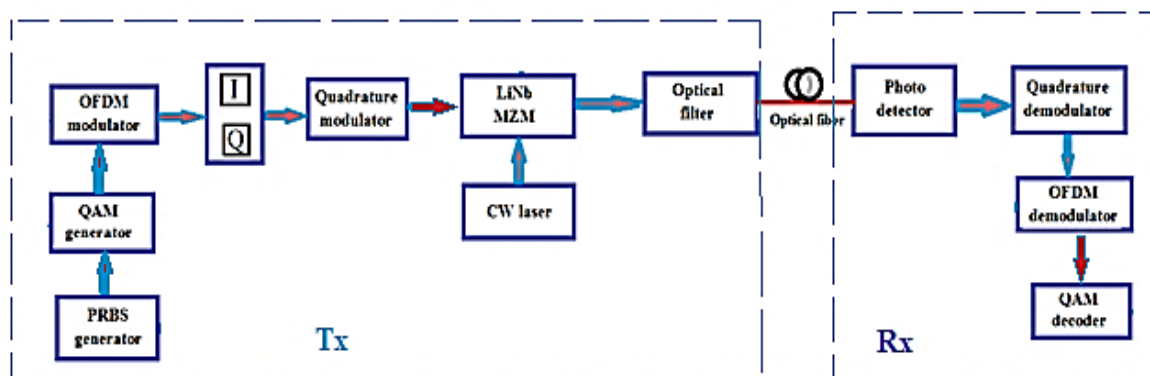 OFDM
modulator
I
Q
Quadrature
modulator
LiNb
MZM
Optical
filter
Optical fiber
Photo
detector
Quadrature
demodulator
QAM
generator
CW laser
OFDM
demodulator
PRBS
generator
QAM
decoder
Tx
Rx